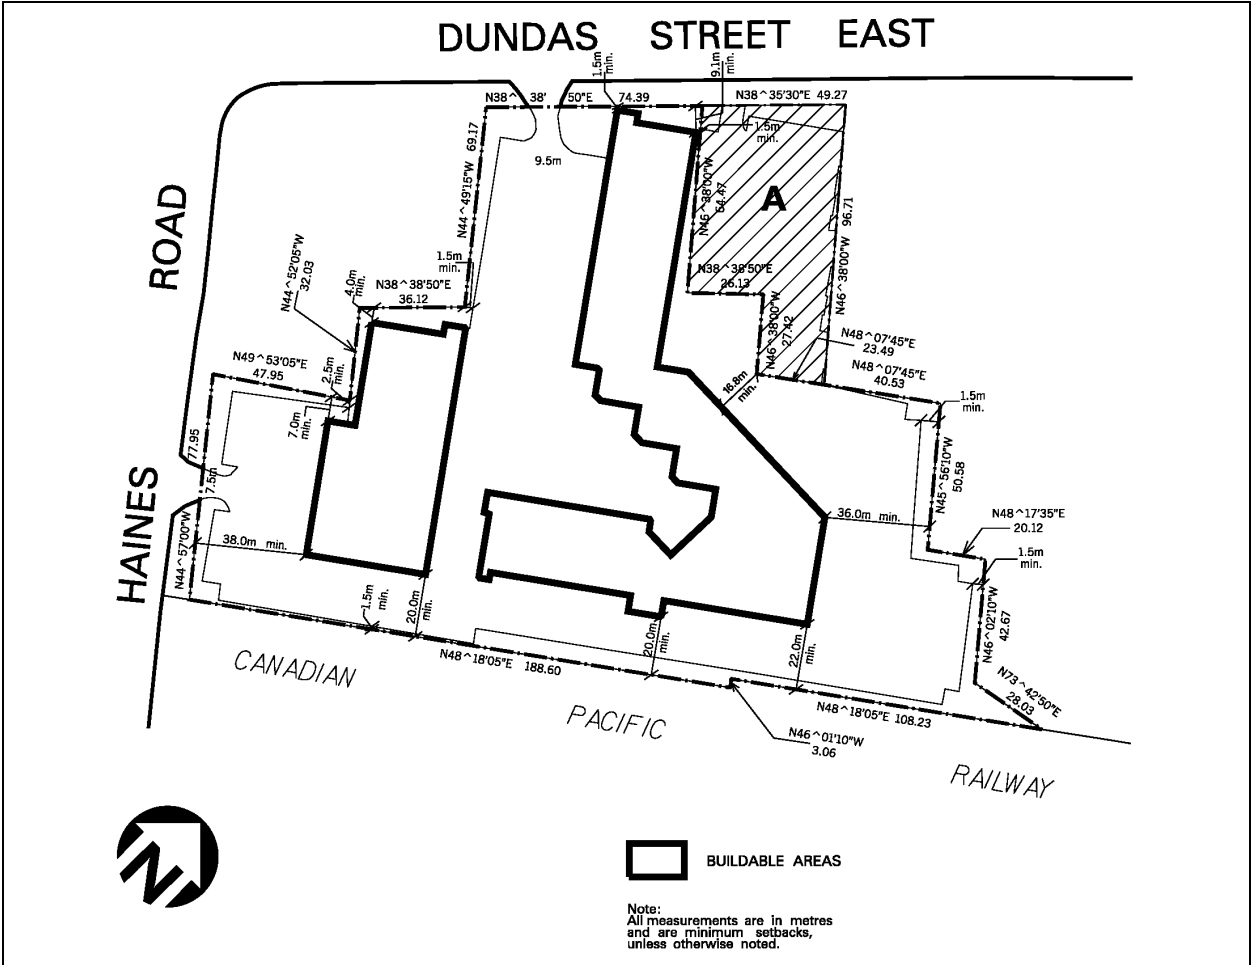 DUNDAS STREET EAST
1.5m min.
9.1m min.
N38^ 38' 50"E 74.39
N38^35'30"E 49.27
1.5m min.
N44^49'15"W 69.17
9.5m
N46^38'00"W
A
N46^38'00"W 96.71
ROAD
N44^52'05"W
32.03
4.0m min.
1.5m
min.
N38^38'50"E
36.12
N38^38'50"E
26.13
N46^38'00"W
27.42
N48^07'45"E
23.49
N48^07'45"E
40.53
N49^53'05"E
47.95
2.5m min.
7.0m min.
16.8m
min.
1.5m
min.
77.95
7.5m
N45^56'10"W
50.58
HAINES
N44^57'00"W
38.0m min.
36.0m min.
N48^17'35"E
20.12
1.5m
min.
1.5m min.
20.0m min.
20.0m min.
22.0m min.
N46^02'10"W
42.67
N73^42'50"E
28.03
N48^18'05"E 188.60
N48^18'05"E 108.23
N46^01'10"W
3.06
CANADIAN
PACIFIC
RAILWAY
N
BUILDABLE AREAS
Note:
All measurements are in metres
and are minimum setbacks,
unless otherwise noted.